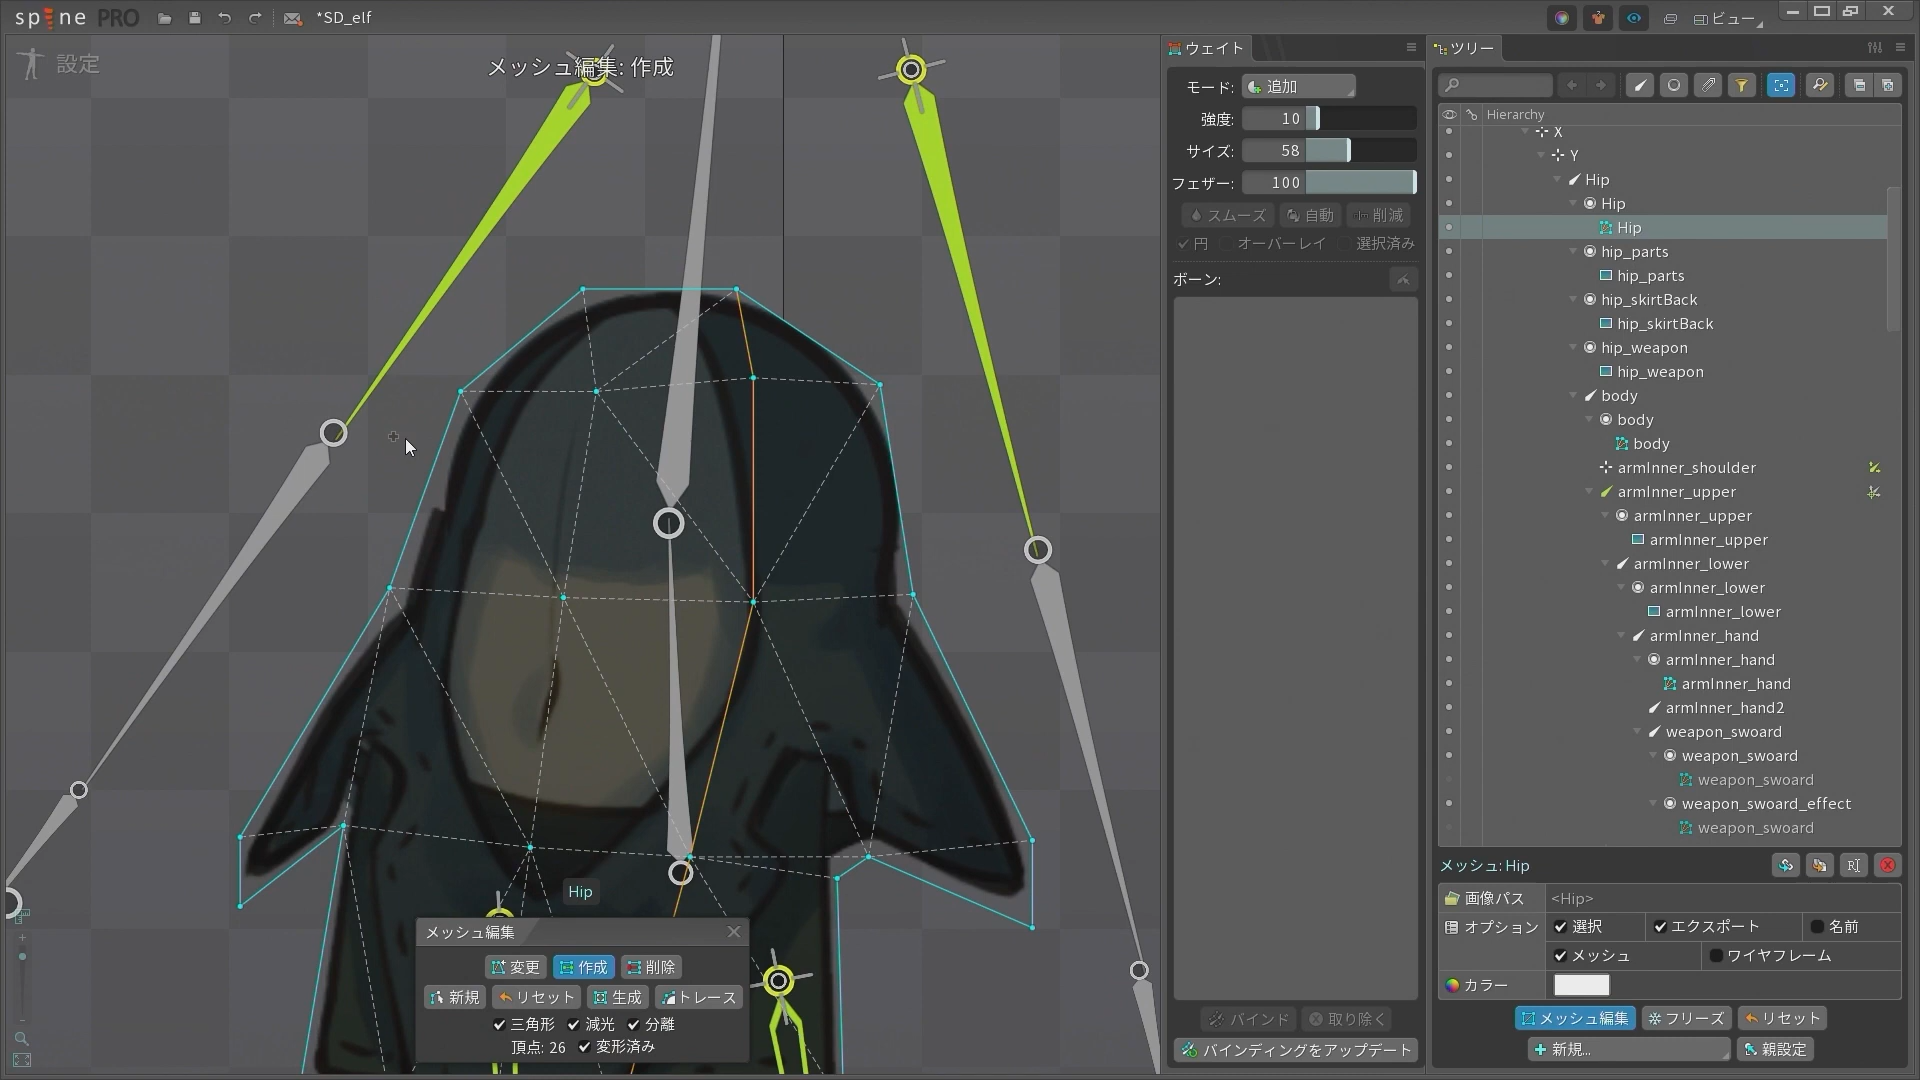 spine PRO
*SD_elf
ビュー
設定
メッシュ編集: 作成
ウェイト
モード:
追加
強度:
10
サイズ:
58
フェザー:
100
スムーズ
自動
削減
円
オーバーレイ
選択済み
ボーン:
バインド
取り除く
バインディングをアップデート
ツリー
Hierarchy
X
Y
Hip
Hip
Hip
hip_parts
hip_parts
hip_skirtBack
hip_skirtBack
hip_weapon
hip_weapon
body
body
body
armInner_shoulder
armInner_upper
armInner_upper
armInner_upper
armInner_lower
armInner_lower
armInner_lower
armInner_hand
armInner_hand
armInner_hand
armInner_hand2
weapon_swoard
weapon_swoard
weapon_swoard
weapon_swoard_effect
weapon_swoard
メッシュ: Hip
画像パス
<Hip>
オプション
選択
エクスポート
名前
メッシュ
ワイヤフレーム
カラー
メッシュ編集
フリーズ
リセット
新規...
親設定
Hip
メッシュ編集
変更
作成
削除
新規
リセット
生成
トレース
三角形
減光
分離
頂点: 26
変形済み